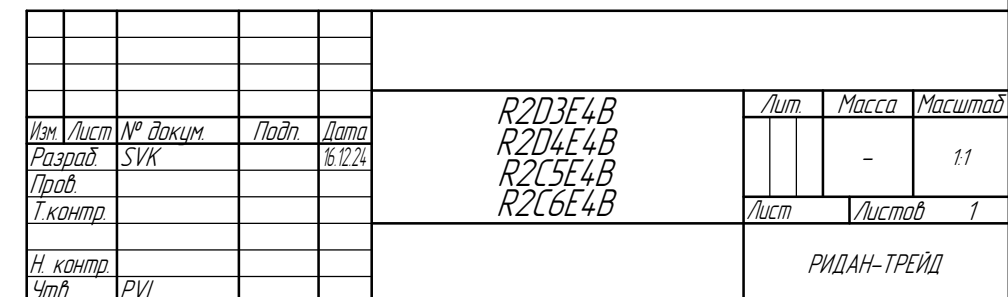 R2D3E4B
R2D4E4B
R2C5E4B
R2C6E4B
Лит. Масса Масштаб
– 1:1
Лист Листов 1
Изм. Лист № докум. Подп. Дата
Разраб. SVK 16.12.24
Пров.
Т.контр.
Н. контр.
Утв. PVI
РИДАН-ТРЕЙД